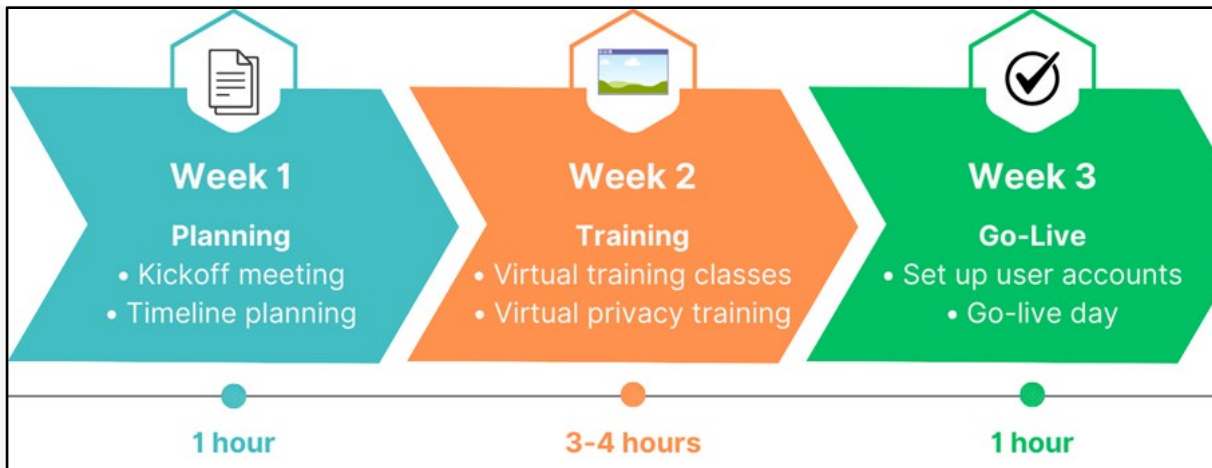 Week 1
Planning
• Kickoff meeting
• Timeline planning
1 hour
Week 2
Training
• Virtual training classes
• Virtual privacy training
3-4 hours
Week 3
Go-Live
• Set up user accounts
• Go-live day
1 hour